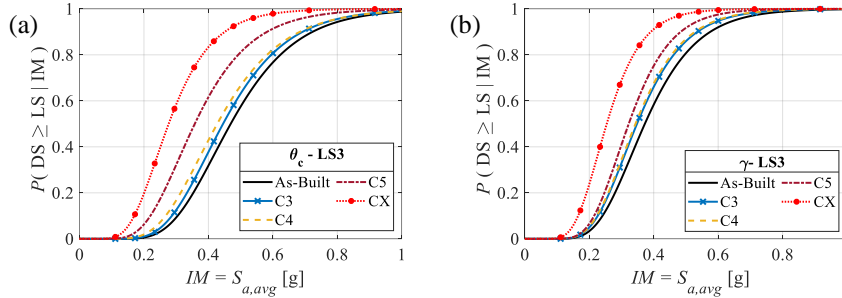 (a)
P( DS ≥ LS | IM)
1
0.8
0.6
0.4
0.2
0
0 0.2 0.4 0.6 0.8 1
IM = S_{a,avg} [g]
θ_c - LS3
As-Built
C3
C4
C5
CX
(b)
P( DS ≥ LS | IM)
1
0.8
0.6
0.4
0.2
0
0 0.2 0.4 0.6 0.8
IM = S_{a,avg} [g]
γ- LS3
As-Built
C3
C4
C5
CX